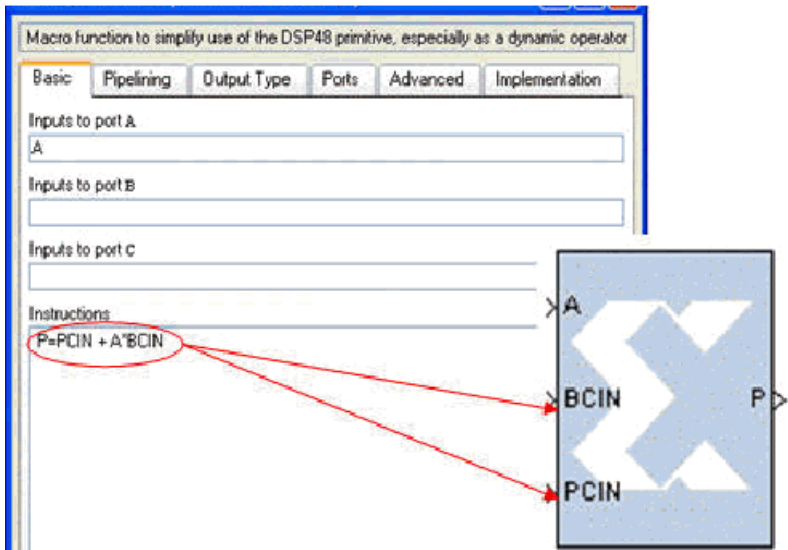 Macro function to simplify use of the DSP48 primitive, especially as a dynamic operator
Basic Pipelining Output Type Ports Advanced Implementation
Inputs to port A
A
Inputs to port B
Inputs to port C
Instructions
P=PCIN + A*BCIN
A
BCIN P
PCIN